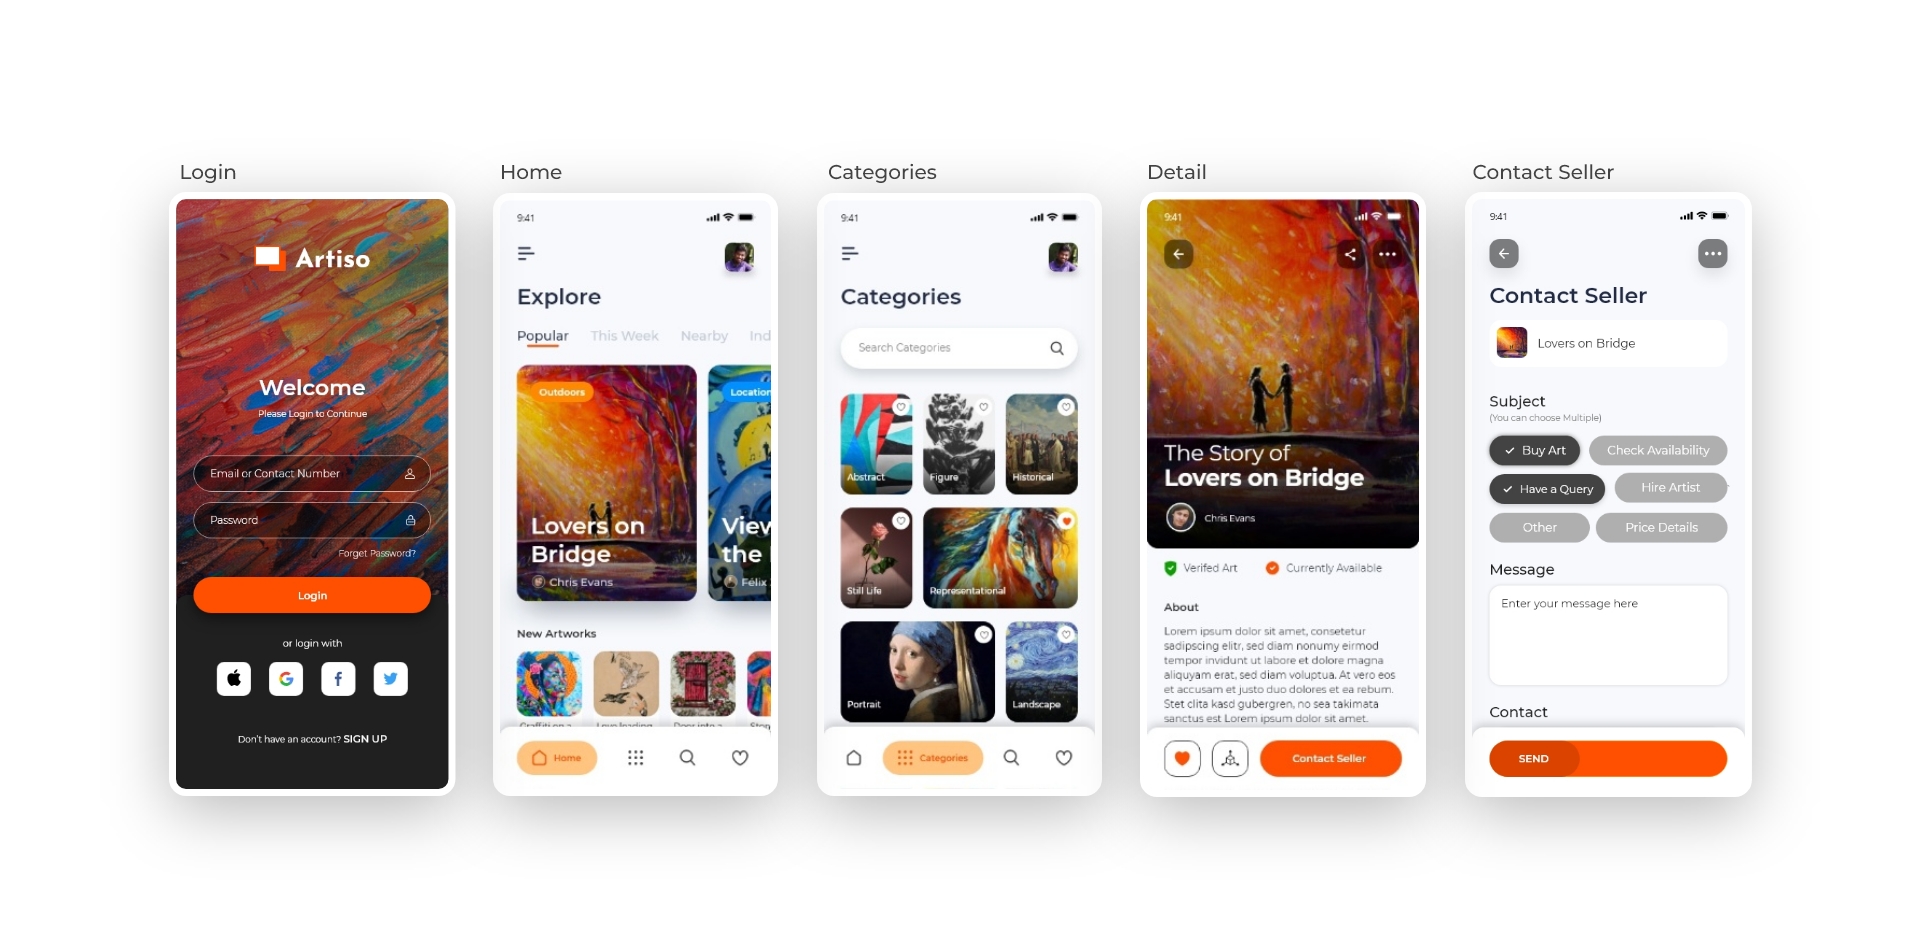 Login
Artiso
Welcome
Please Login to Continue
Email or Contact Number
Password
Forget Password?
Login
or login with
Don't have an account? SIGN UP
Home
9:41
Explore
Popular This Week Nearby Ind
Outdoors
Lovers on
Bridge
Chris Evans
Location
View
the
Félix
New Artworks
Graffiti on a
Love leading
Door into a
Stor
Home
Categories
9:41
Categories
Search Categories
Abstract
Figure
Historical
Still Life
Representational
Portrait
Landscape
Categories
Detail
9:41
The Story of
Lovers on Bridge
Chris Evans
Verifed Art
Currently Available
About
Lorem ipsum dolor sit amet, consetetur
sadipscing elitr, sed diam nonumy eirmod
tempor invidunt ut labore et dolore magna
aliquyam erat, sed diam voluptua. At vero eos
et accusam et justo duo dolores et ea rebum.
Stet clita kasd gubergren, no sea takimata
sanctus est Lorem ipsum dolor sit amet.
Contact Seller
Contact Seller
9:41
Contact Seller
Lovers on Bridge
Subject
(You can choose Multiple)
Buy Art
Check Availability
Have a Query
Hire Artist
Other
Price Details
Message
Enter your message here
Contact
SEND